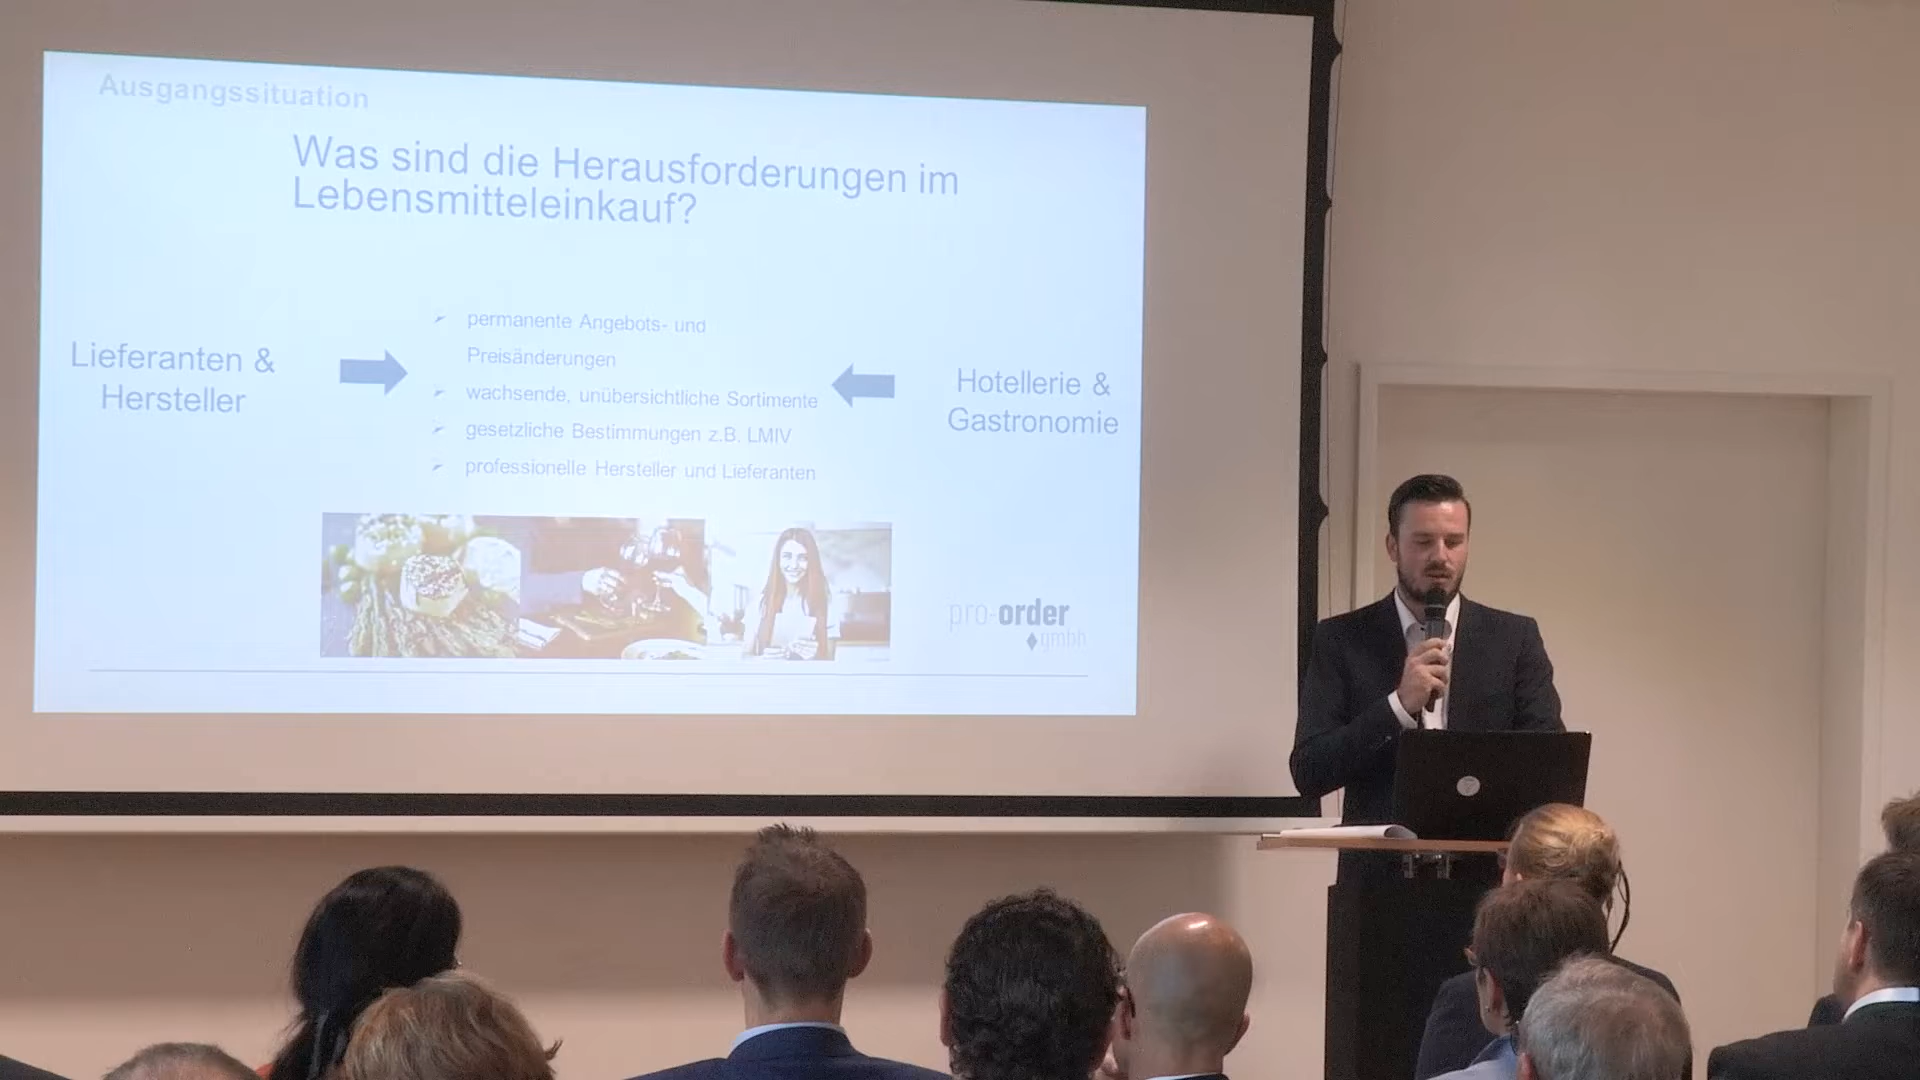 Ausgangssituation
Was sind die Herausforderungen im
Lebensmitteleinkauf?
Lieferanten &
Hersteller
permanente Angebots- und
Preisänderungen
wachsende, unübersichtliche Sortimente
gesetzliche Bestimmungen z.B. LMIV
professionelle Hersteller und Lieferanten
Hotellerie &
Gastronomie
pro-order
gmbh